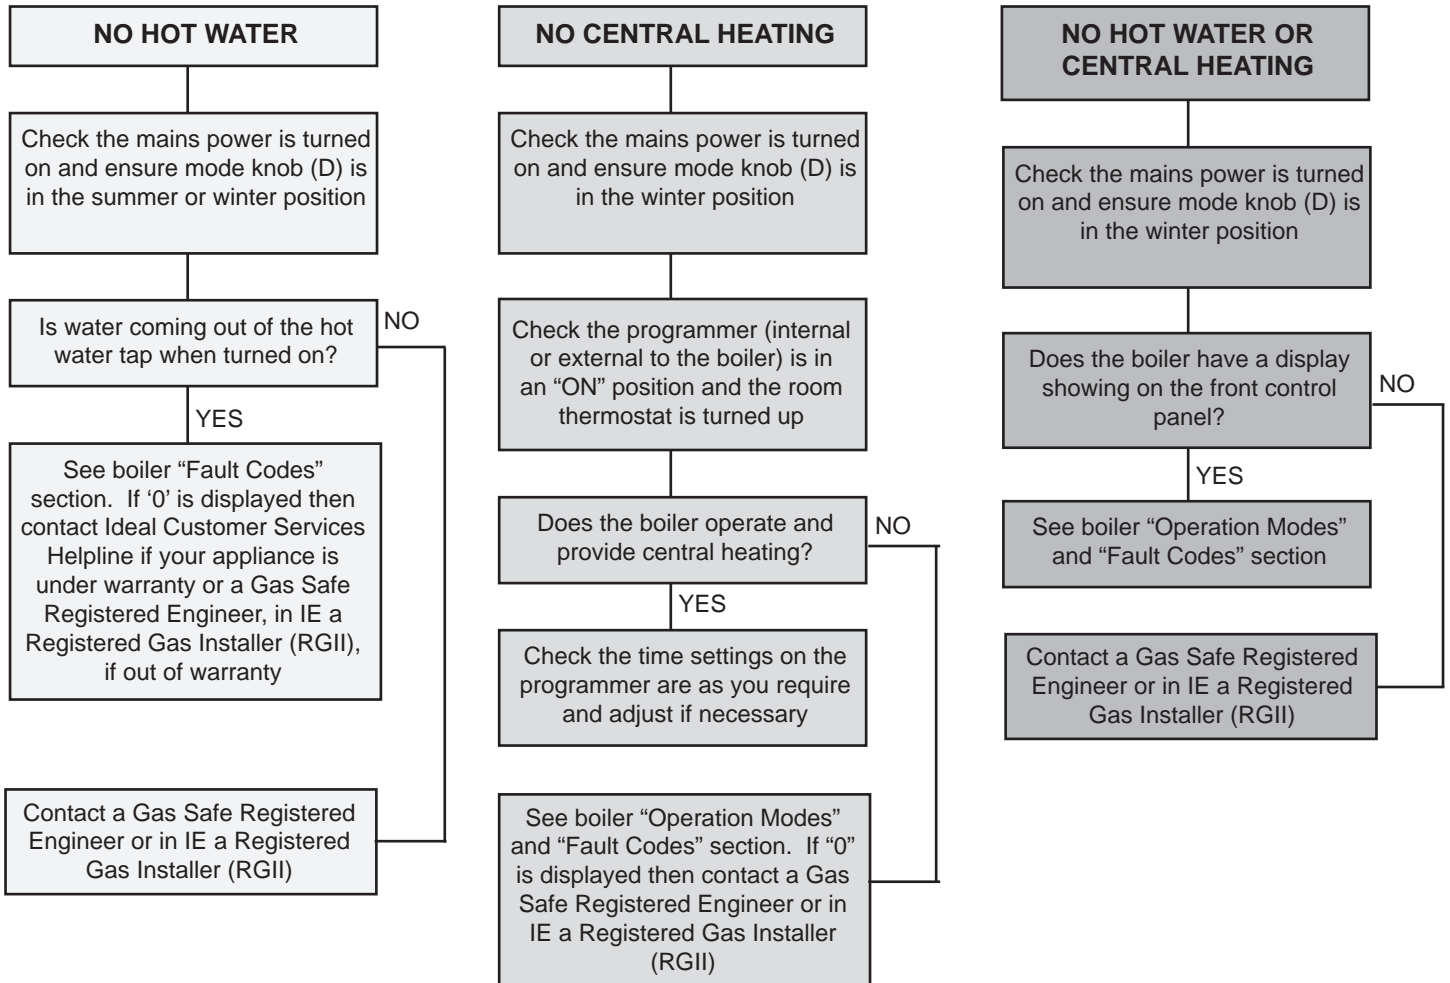 NO HOT WATER
Check the mains power is turned
on and ensure mode knob (D) is
in the summer or winter position
Is water coming out of the hot
water tap when turned on?
NO
YES
See boiler “Fault Codes”
section.  If ‘0’ is displayed then
contact Ideal Customer Services
Helpline if your appliance is
under warranty or a Gas Safe
Registered Engineer, in IE a
Registered Gas Installer (RGII),
if out of warranty
Contact a Gas Safe Registered
Engineer or in IE a Registered
Gas Installer (RGII)
NO CENTRAL HEATING
Check the mains power is turned
on and ensure mode knob (D) is
in the winter position
Check the programmer (internal
or external to the boiler) is in
an “ON” position and the room
thermostat is turned up
Does the boiler operate and
provide central heating?
NO
YES
Check the time settings on the
programmer are as you require
and adjust if necessary
See boiler “Operation Modes”
and “Fault Codes” section.  If “0”
is displayed then contact a Gas
Safe Registered Engineer or in
IE a Registered Gas Installer
(RGII)
NO HOT WATER OR
CENTRAL HEATING
Check the mains power is turned
on and ensure mode knob (D) is
in the winter position
Does the boiler have a display
showing on the front control
panel?
NO
YES
See boiler “Operation Modes”
and “Fault Codes” section
Contact a Gas Safe Registered
Engineer or in IE a Registered
Gas Installer (RGII)